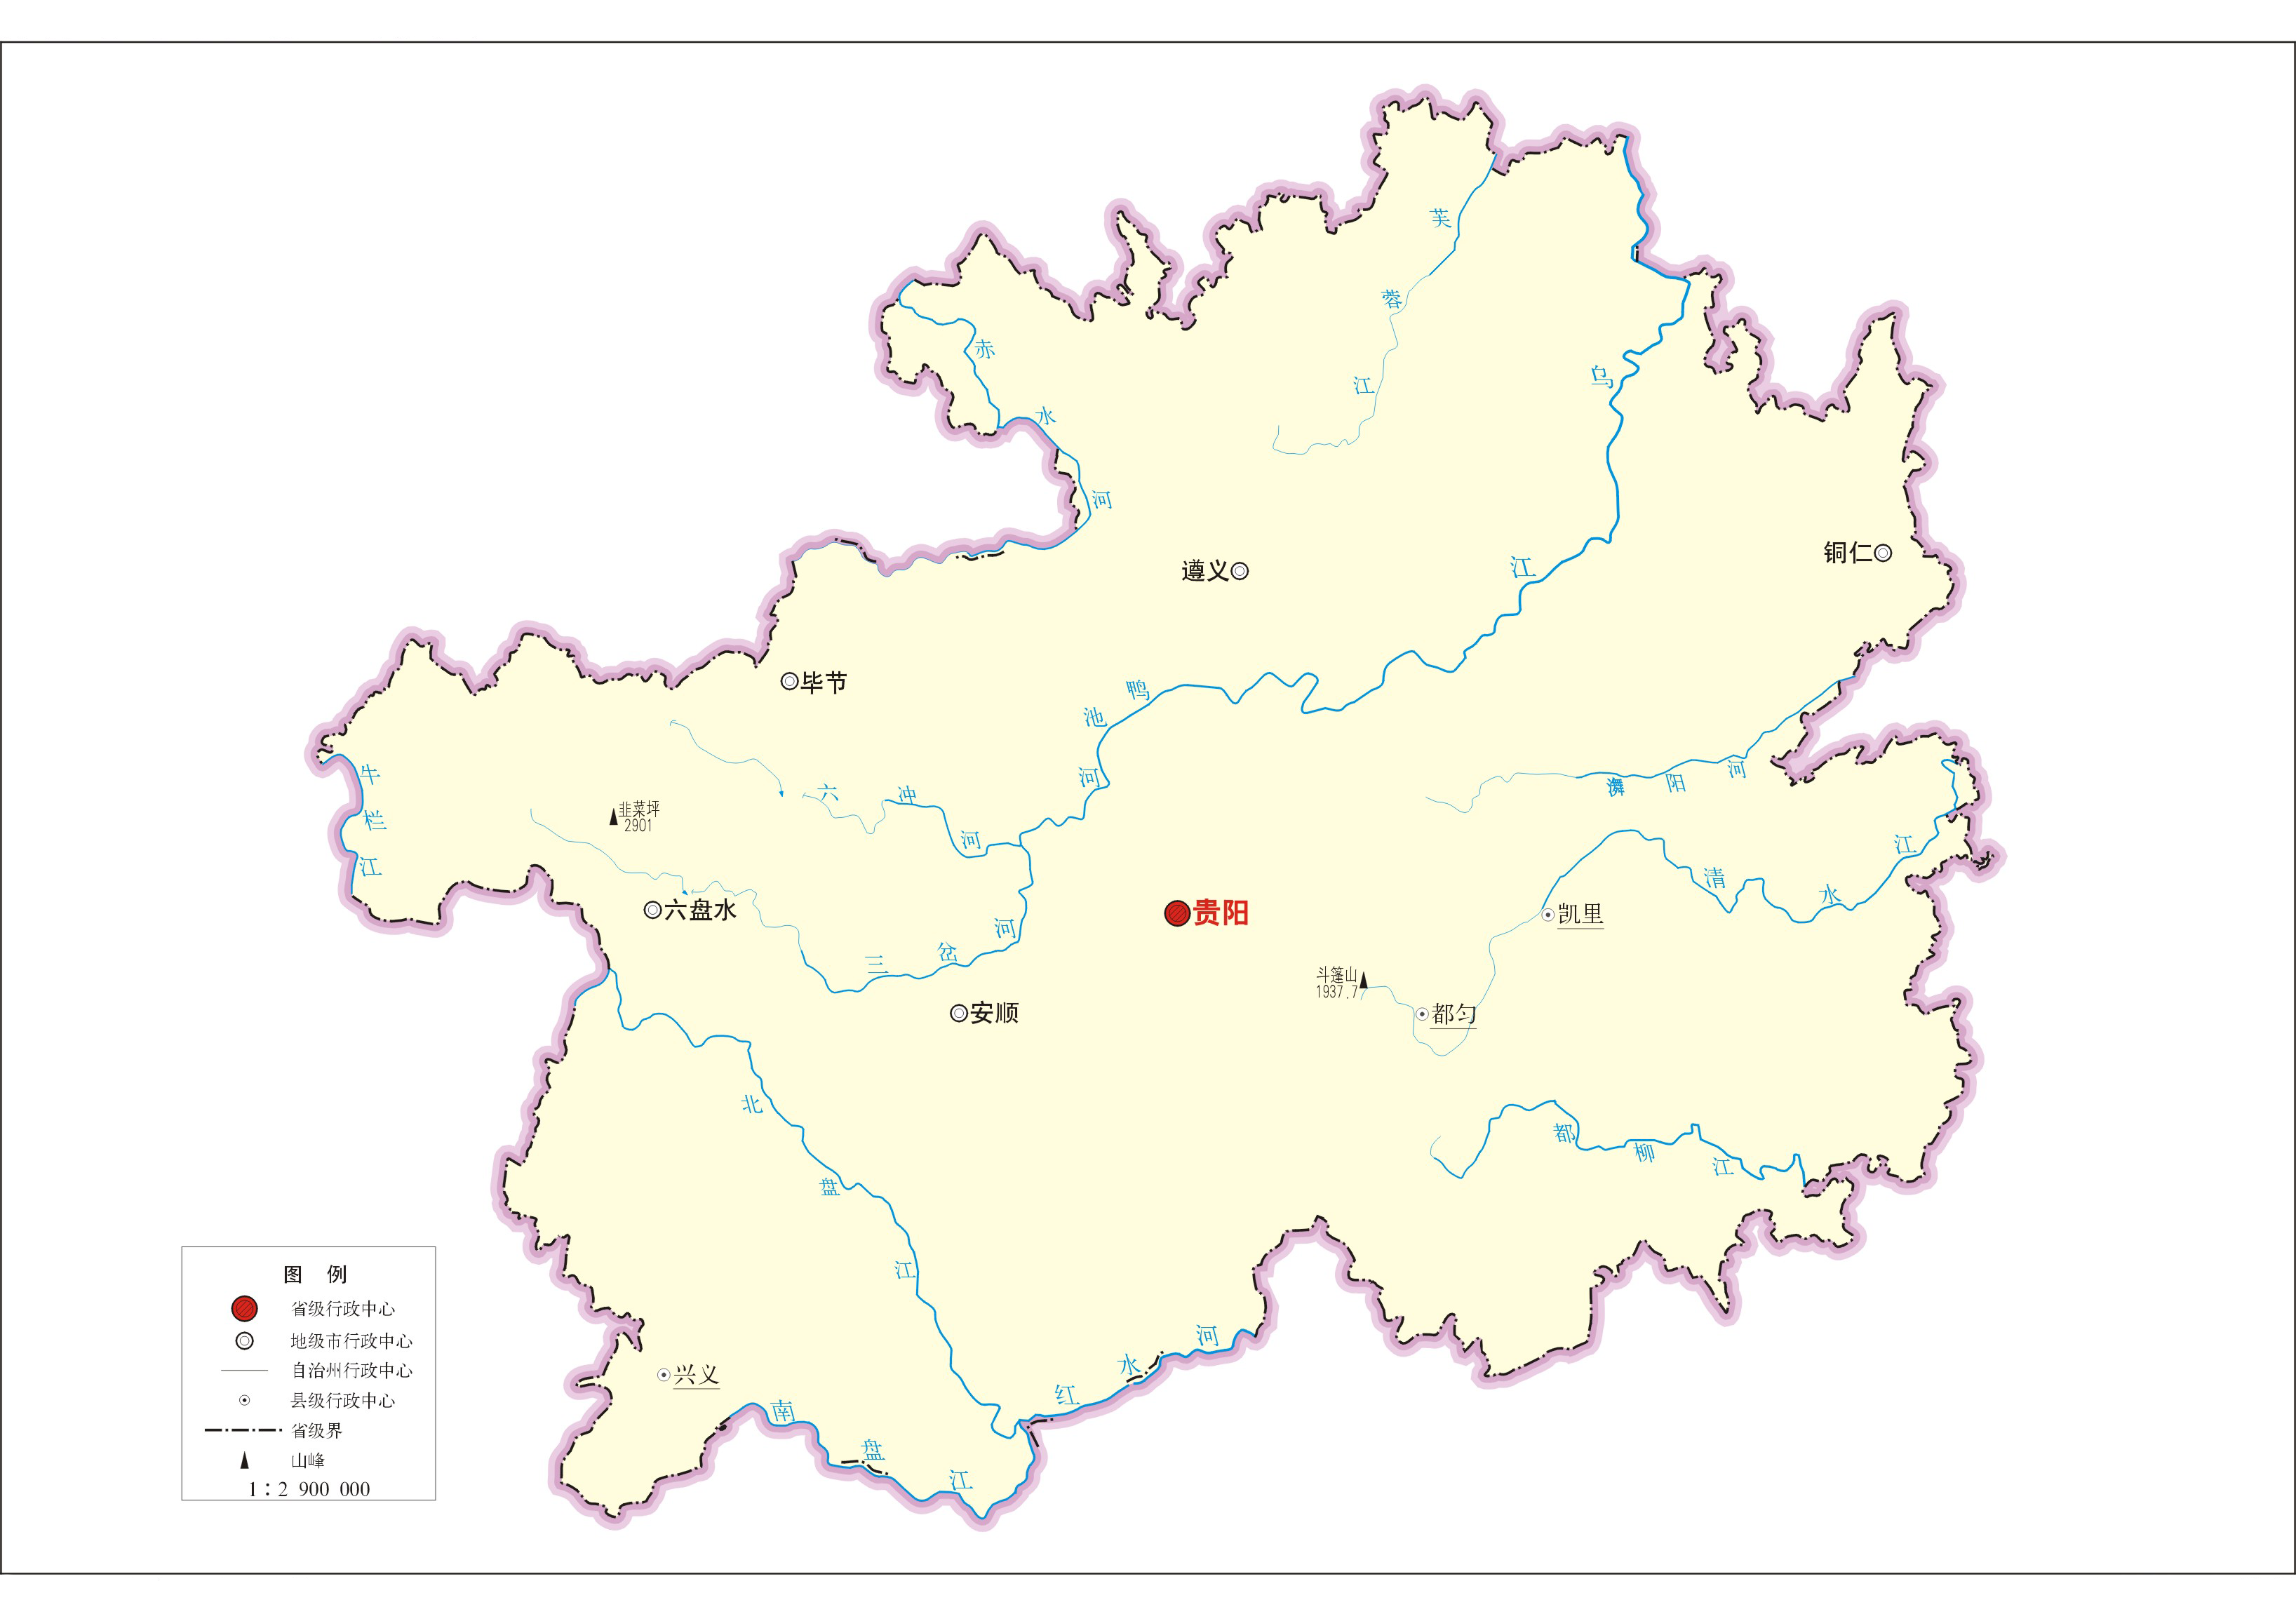 芙
蓉
江
乌
江
赤
水
河
遵义
铜仁
毕节
鸭
池
河
牛
栏
江
韭菜坪
2901
六
冲
河
㵲
阳
河
六盘水
三
岔
河
贵阳
凯里
清
水
江
安顺
斗篷山
1937.7
都匀
北
盘
江
都
柳
江
兴义
南
盘
江
红
水
河
图 例
省级行政中心
地级市行政中心
自治州行政中心
县级行政中心
省级界
山峰
1：2 900 000